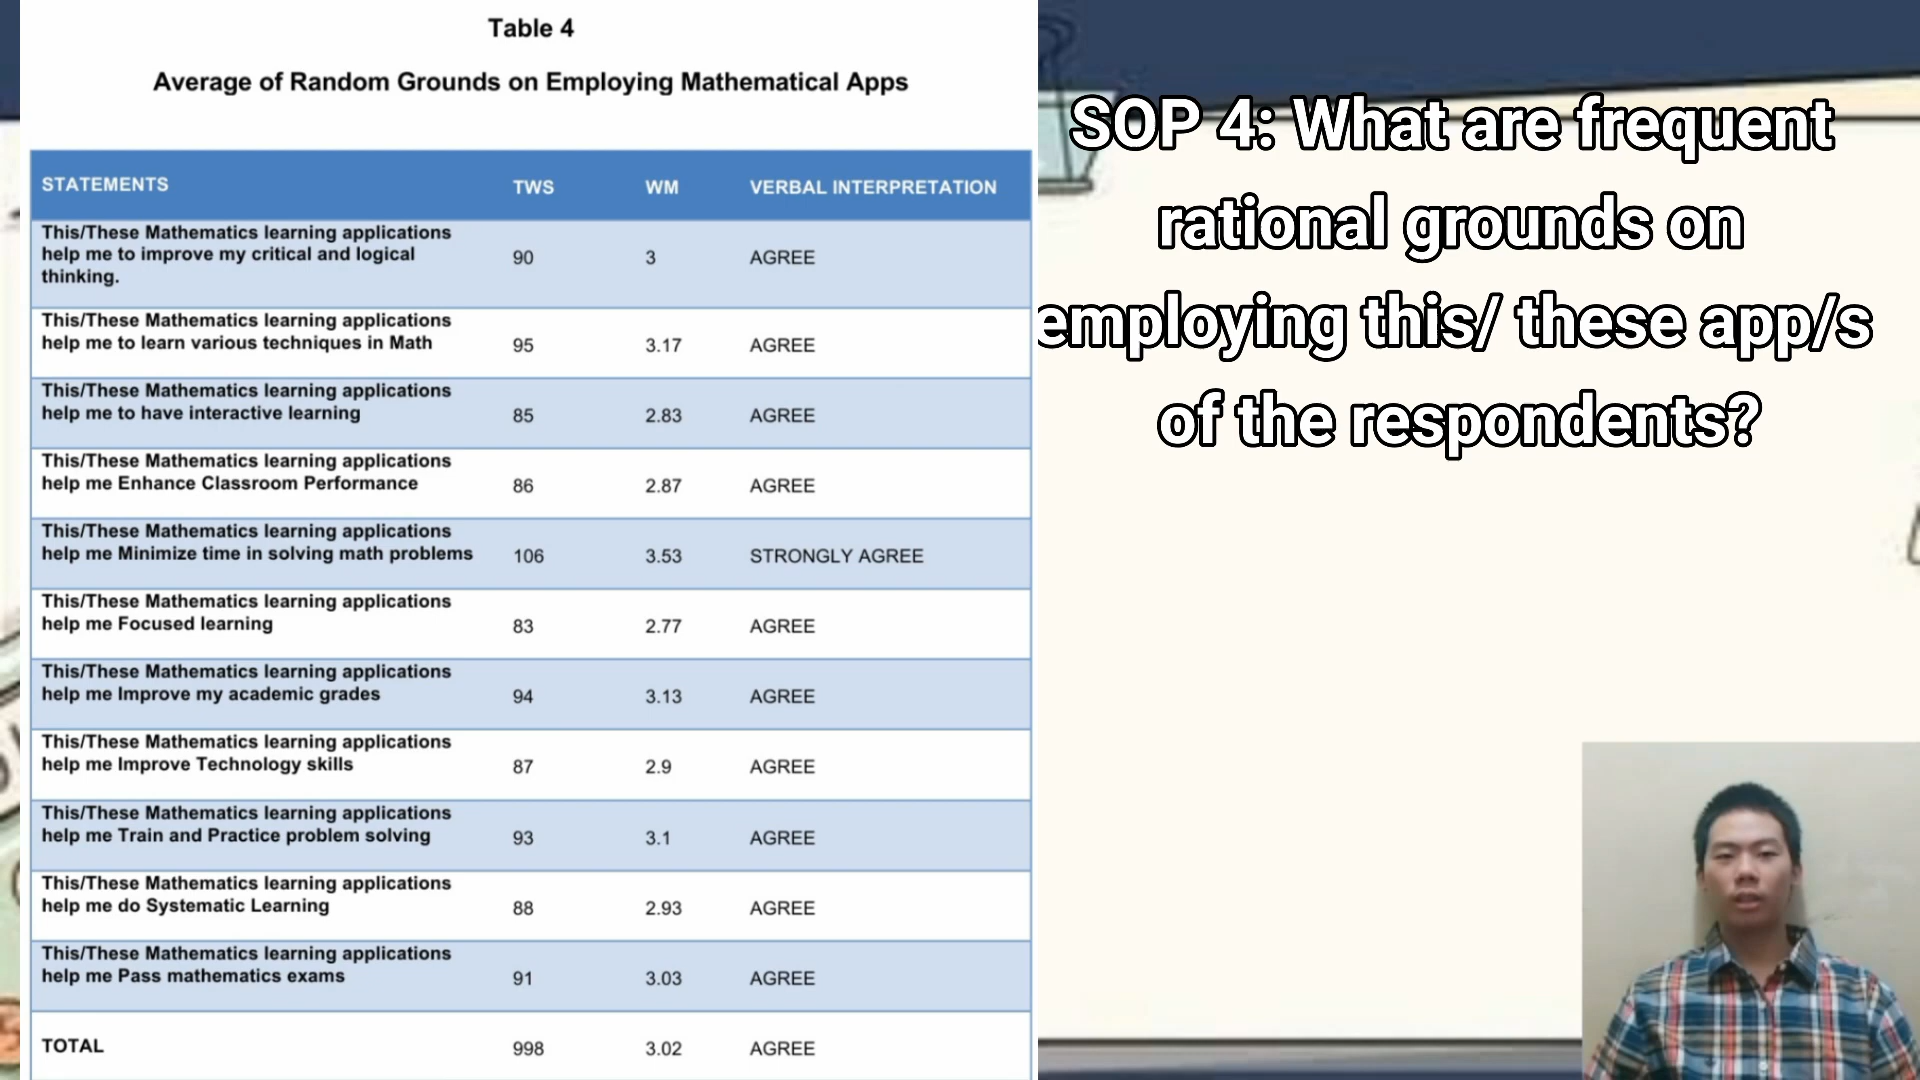 Table 4
Average of Random Grounds on Employing Mathematical Apps
STATEMENTS TWS WM VERBAL INTERPRETATION
This/These Mathematics learning applications
help me to improve my critical and logical
thinking.
90 3 AGREE
This/These Mathematics learning applications
help me to learn various techniques in Math
95 3.17 AGREE
This/These Mathematics learning applications
help me to have interactive learning
85 2.83 AGREE
This/These Mathematics learning applications
help me Enhance Classroom Performance
86 2.87 AGREE
This/These Mathematics learning applications
help me Minimize time in solving math problems
106 3.53 STRONGLY AGREE
This/These Mathematics learning applications
help me Focused learning
83 2.77 AGREE
This/These Mathematics learning applications
help me Improve my academic grades
94 3.13 AGREE
This/These Mathematics learning applications
help me Improve Technology skills
87 2.9 AGREE
This/These Mathematics learning applications
help me Train and Practice problem solving
93 3.1 AGREE
This/These Mathematics learning applications
help me do Systematic Learning
88 2.93 AGREE
This/These Mathematics learning applications
help me Pass mathematics exams
91 3.03 AGREE
TOTAL 998 3.02 AGREE
SOP 4: What are frequent
rational grounds on
employing this/ these app/s
of the respondents?